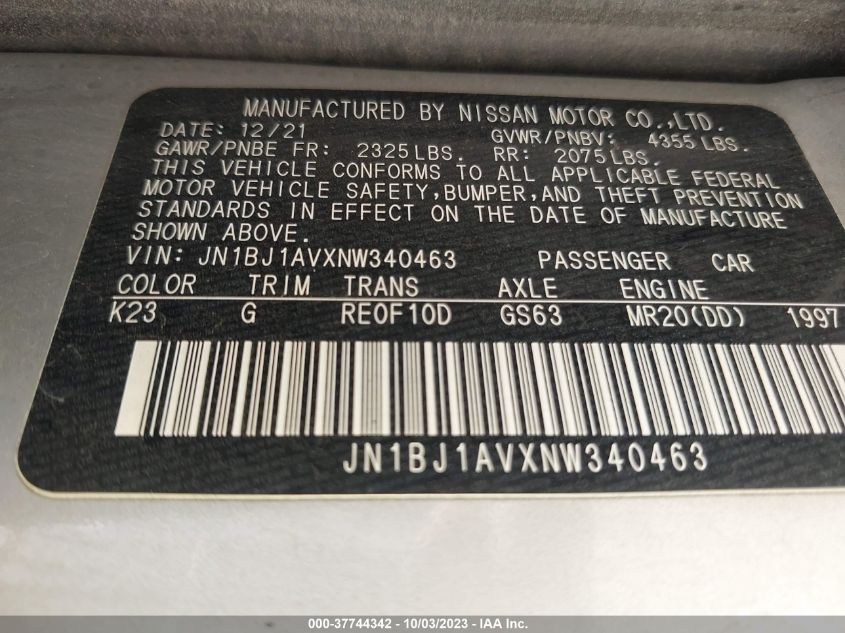 MANUFACTURED BY NISSAN MOTOR CO.,LTD.
DATE: 12/21 GVWR/PNBV: 4355 LBS.
GAWR/PNBE FR: 2325 LBS. RR: 2075 LBS.
THIS VEHICLE CONFORMS TO ALL APPLICABLE FEDERAL
MOTOR VEHICLE SAFETY,BUMPER,AND THEFT PREVENTION
STANDARDS IN EFFECT ON THE DATE OF MANUFACTURE
SHOWN ABOVE.
VIN: JN1BJ1AVXNW340463 PASSENGER CAR
COLOR TRIM TRANS AXLE ENGINE
K23 G RE0F10D GS63 MR20(DD) 1997
JN1BJ1AVXNW340463
000-37744342 - 10/03/2023 - IAA Inc.